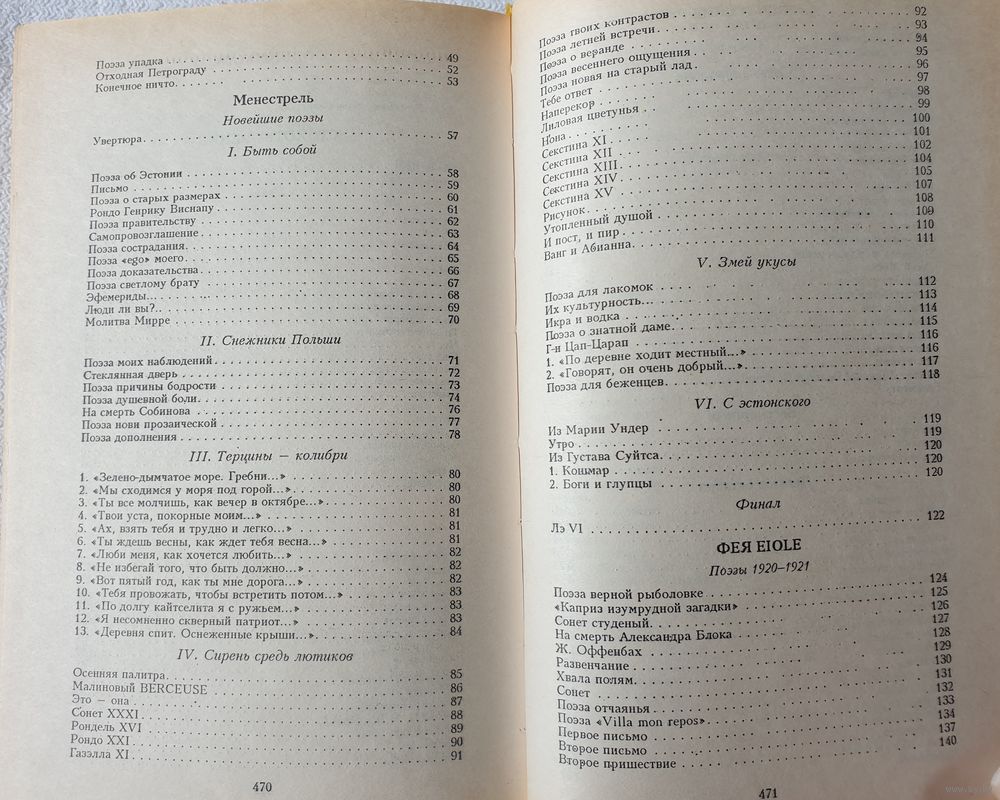 Поэза упадка . . . 49
Отходная Петрограду . . . 52
Конечное ничто. . . . 53
Менестрель
Новейшие поэзы
Увертюра. . . . 57
I. Быть собой
Поэза об Эстонии . . . 58
Письмо . . . 59
Поэза о старых размерах . . . 60
Рондо Генрику Виснапу . . . 61
Поэза правительству . . . 62
Самопровозглашение . . . 63
Поэза сострадания. . . . 64
Поэза «ego» моего. . . . 65
Поэза доказательства . . . 66
Поэза светлому брату . . . 67
Эфемериды... . . . 68
Люди ли вы?.. . . . 69
Молитва Мирре . . . 70
II. Снежники Польши
Поэза моих наблюдений . . . 71
Стеклянная дверь . . . 72
Поэза причины бодрости . . . 73
Поэза душевной боли. . . . 74
На смерть Собинова . . . 76
Поэза нови прозаической . . . 77
Поэза дополнения . . . 78
III. Терцины — колибри
1. «Зелено-дымчатое море. Гребни...» . . . 80
2. «Мы сходимся у моря под горой...» . . . 80
3. «Ты все молчишь, как вечер в октябре...» . . . 80
4. «Твои уста, покорные моим...» . . . 81
5. «Ах, взять тебя и трудно и легко...» . . . 81
6. «Ты ждешь весны, как ждет тебя весна...» . . . 81
7. «Люби меня, как хочется любить...» . . . 82
8. «Не избегай того, что быть должно...» . . . 82
9. «Вот пятый год, как ты мне дорога...» . . . 82
10. «Тебя провожать, чтобы встретить потом...» . . . 83
11. «По долгу кайтселита я с ружьем...» . . . 83
12. «Я несомненно скверный патриот...» . . . 83
13. «Деревня спит. Оснеженные крыши...» . . . 84
IV. Сирень средь лютиков
Осенняя палитра. . . . 85
Малиновый BERCEUSE . . . 86
Это — она . . . 87
Сонет XXXI . . . 88
Рондель XVI . . . 89
Рондо XXI . . . 90
Газэлла XI . . . 91
470
Поэза твоих контрастов . . . 92
Поэза летней встречи. . . . 93
Поэза о веранде . . . 94
Поэза весеннего ощущения . . . 95
Поэза новая на старый лад . . . 96
Тебе ответ . . . 97
Наперекор . . . 98
Лиловая цветунья . . . 99
Нона . . . 100
Секстина XI . . . 101
Секстина XII . . . 102
Секстина XIII . . . 104
Секстина XIV . . . 105
Секстина XV . . . 107
Рисунок . . . 108
Утопленный душой . . . 109
И пост, и пир . . . 110
Ванг и Абианна . . . 111
V. Змей укусы
Поэза для лакомок . . . 112
Их культурность... . . . 113
Икра и водка . . . 114
Поэза о знатной даме. . . . 115
Г-н Цап-Царап . . . 116
1. «По деревне ходит местный...» . . . 116
2. «Говорят, он очень добрый...» . . . 117
Поэза для беженцев . . . 118
VI. С эстонского
Из Марии Ундер . . . 119
Утро . . . 119
Из Густава Суйтса. . . . 120
1. Кошмар . . . 120
2. Боги и глупцы . . . 120
Финал
Лэ VI . . . 122
ФЕЯ EIOLE
Поэзы 1920–1921
Поэза верной рыболовке . . . 124
«Каприз изумрудной загадки» . . . 125
Сонет студеный. . . . 126
На смерть Александра Блока . . . 127
Ж. Оффенбах . . . 128
Развенчание . . . 129
Хвала полям. . . . 130
Сонет . . . 131
Поэза отчаянья . . . 132
Поэза «Villa mon repos» . . . 133
Первое письмо . . . 134
Второе письмо . . . 137
Второе пришествие . . . 140
471